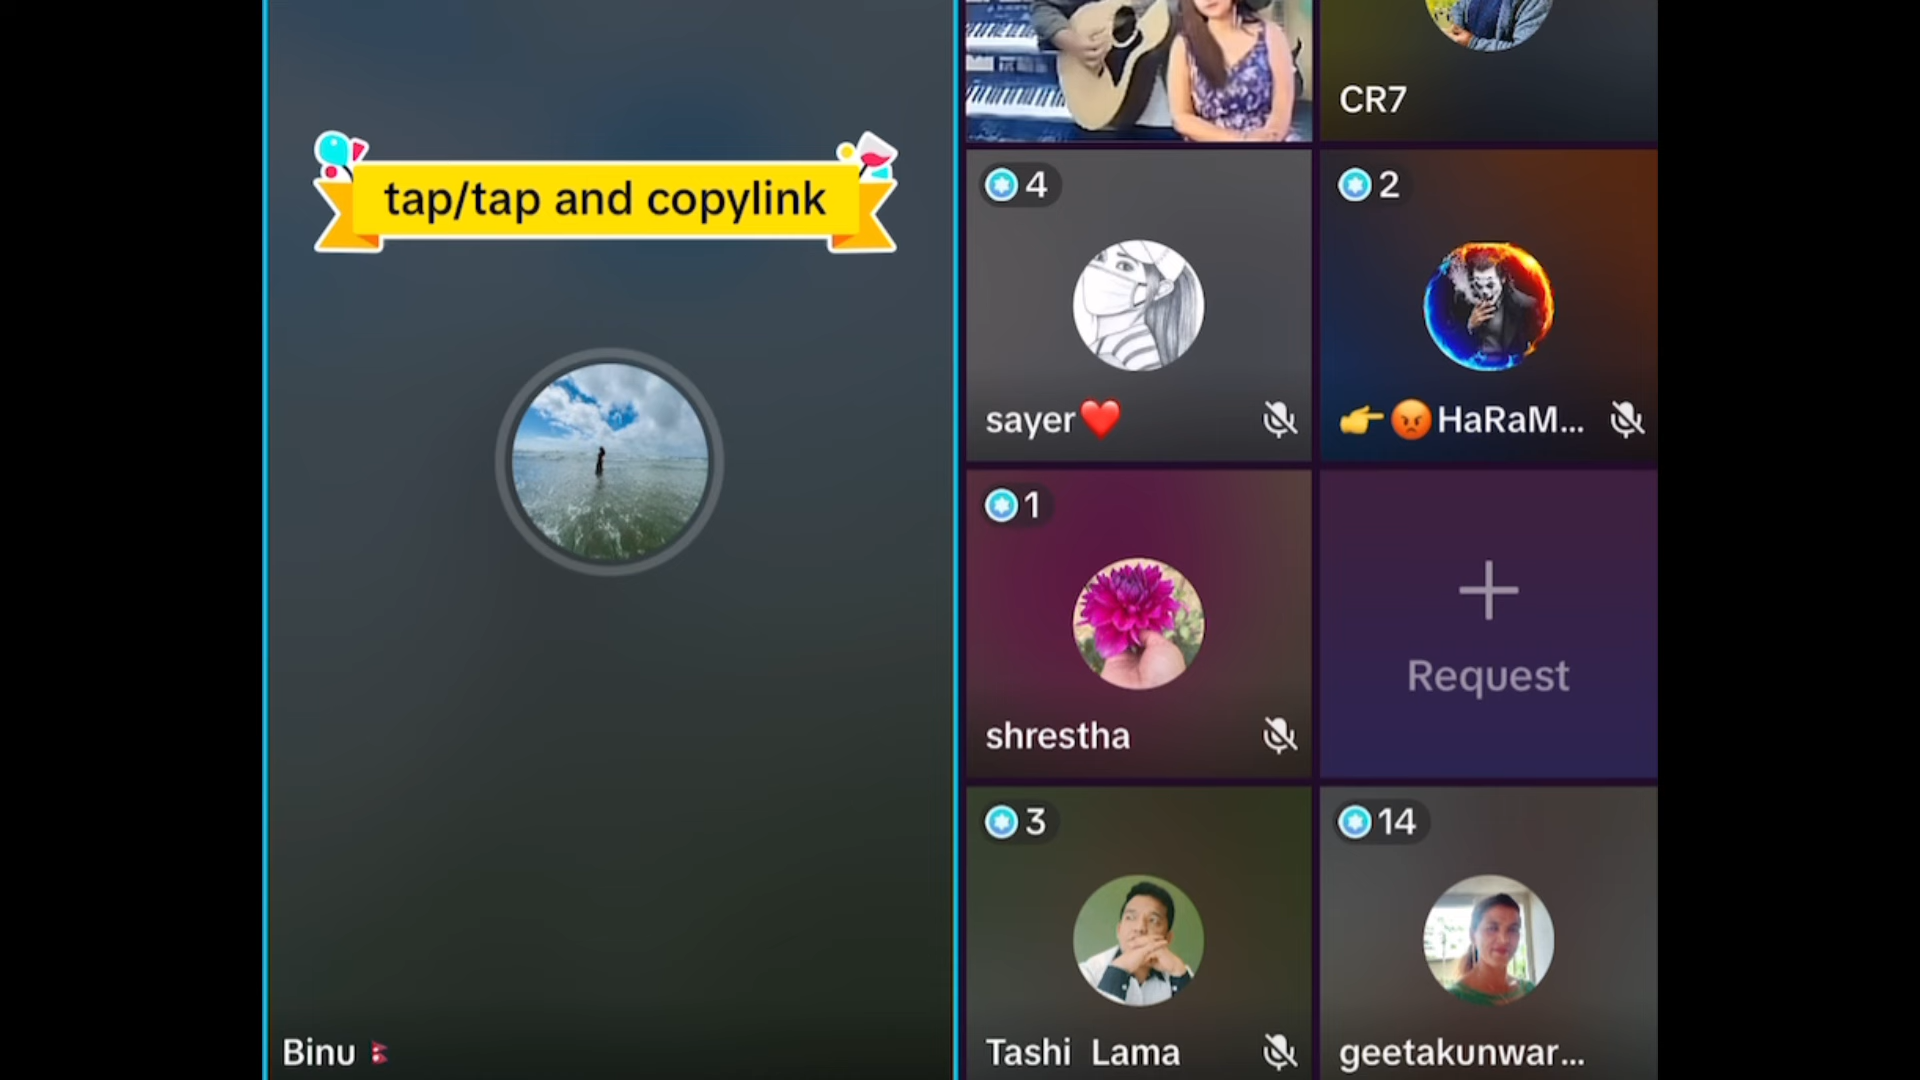 tap/tap and copylink
Binu 🇳🇵
CR7
4
sayer❤️
2
👉😡HaRaM...
1
shrestha
Request
3
Tashi Lama
14
geetakunwar...